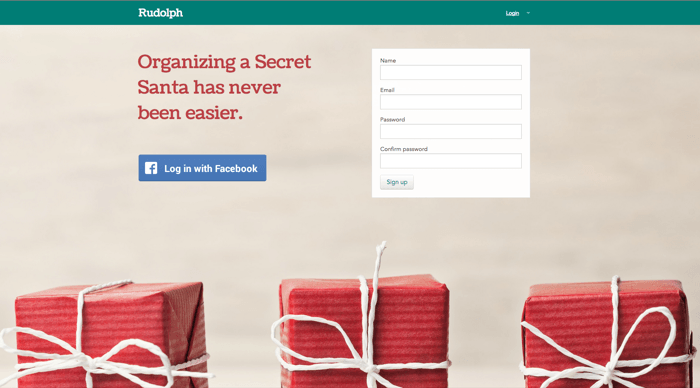 Rudolph
Login
Organizing a Secret
Santa has never
been easier.
Log in with Facebook
Name
Email
Password
Confirm password
Sign up